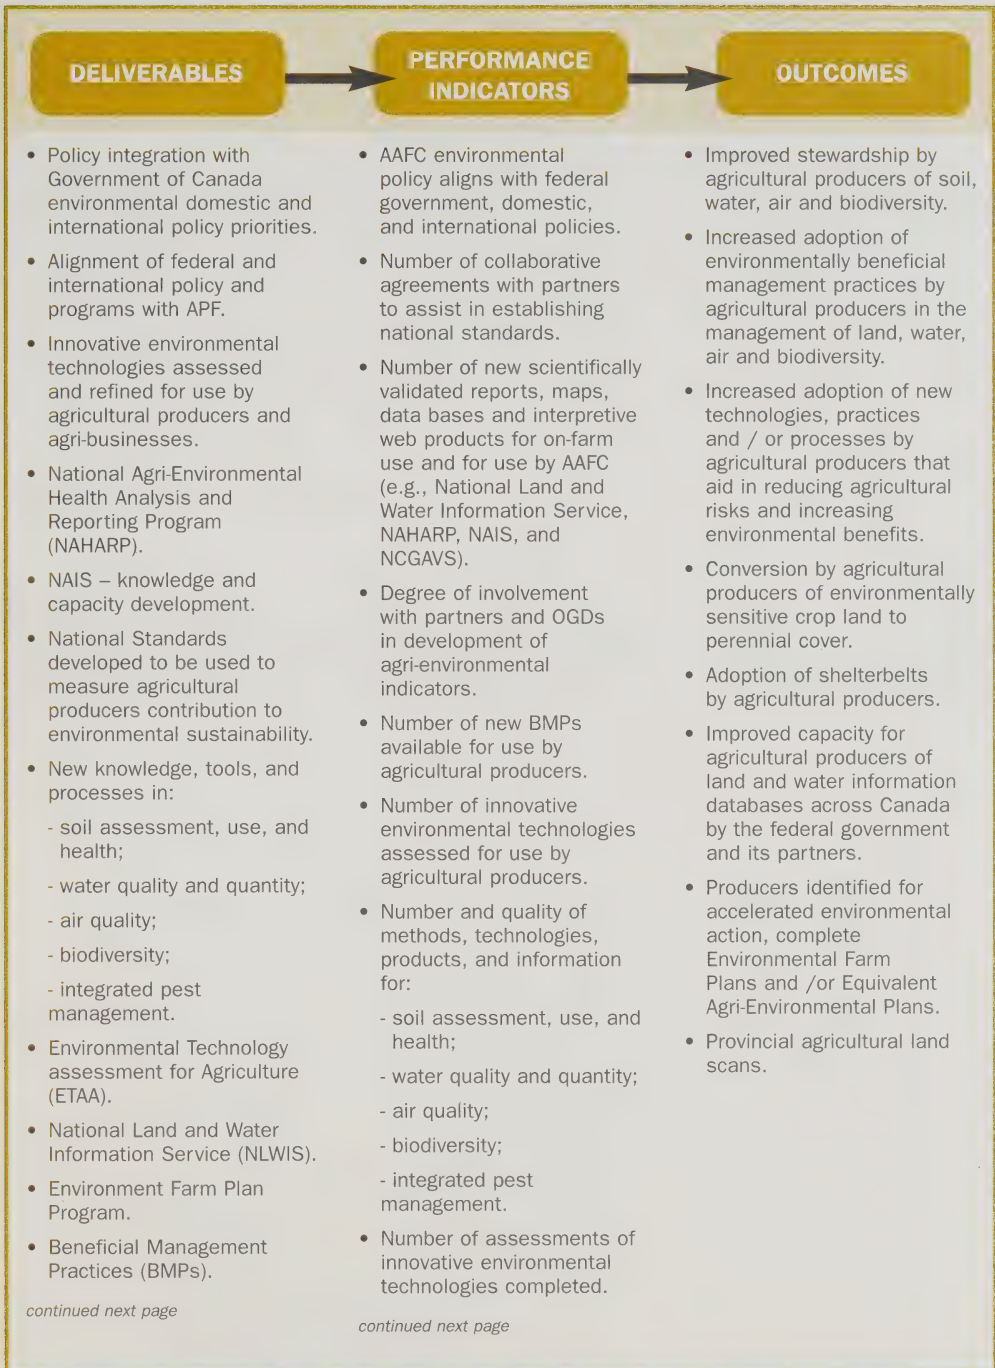 DELIVERABLES
PERFORMANCE
INDICATORS
OUTCOMES
• Policy integration with
Government of Canada
environmental domestic and
international policy priorities.
• Alignment of federal and
international policy and
programs with APF.
• Innovative environmental
technologies assessed
and refined for use by
agricultural producers and
agri-businesses.
• National Agri-Environmental
Health Analysis and
Reporting Program
(NAHARP).
• NAIS – knowledge and
capacity development.
• National Standards
developed to be used to
measure agricultural
producers contribution to
environmental sustainability.
• New knowledge, tools, and
processes in:
- soil assessment, use, and
health;
- water quality and quantity;
- air quality;
- biodiversity;
- integrated pest
management.
• Environmental Technology
assessment for Agriculture
(ETAA).
• National Land and Water
Information Service (NLWIS).
• Environment Farm Plan
Program.
• Beneficial Management
Practices (BMPs).
continued next page
• AAFC environmental
policy aligns with federal
government, domestic,
and international policies.
• Number of collaborative
agreements with partners
to assist in establishing
national standards.
• Number of new scientifically
validated reports, maps,
data bases and interpretive
web products for on-farm
use and for use by AAFC
(e.g., National Land and
Water Information Service,
NAHARP, NAIS, and
NCGAVS).
• Degree of involvement
with partners and OGDs
in development of
agri-environmental
indicators.
• Number of new BMPs
available for use by
agricultural producers.
• Number of innovative
environmental technologies
assessed for use by
agricultural producers.
• Number and quality of
methods, technologies,
products, and information
for:
- soil assessment, use, and
health;
- water quality and quantity;
- air quality;
- biodiversity;
- integrated pest
management.
• Number of assessments of
innovative environmental
technologies completed.
continued next page
• Improved stewardship by
agricultural producers of soil,
water, air and biodiversity.
• Increased adoption of
environmentally beneficial
management practices by
agricultural producers in the
management of land, water,
air and biodiversity.
• Increased adoption of new
technologies, practices
and / or processes by
agricultural producers that
aid in reducing agricultural
risks and increasing
environmental benefits.
• Conversion by agricultural
producers of environmentally
sensitive crop land to
perennial cover.
• Adoption of shelterbelts
by agricultural producers.
• Improved capacity for
agricultural producers of
land and water information
databases across Canada
by the federal government
and its partners.
• Producers identified for
accelerated environmental
action, complete
Environmental Farm
Plans and /or Equivalent
Agri-Environmental Plans.
• Provincial agricultural land
scans.